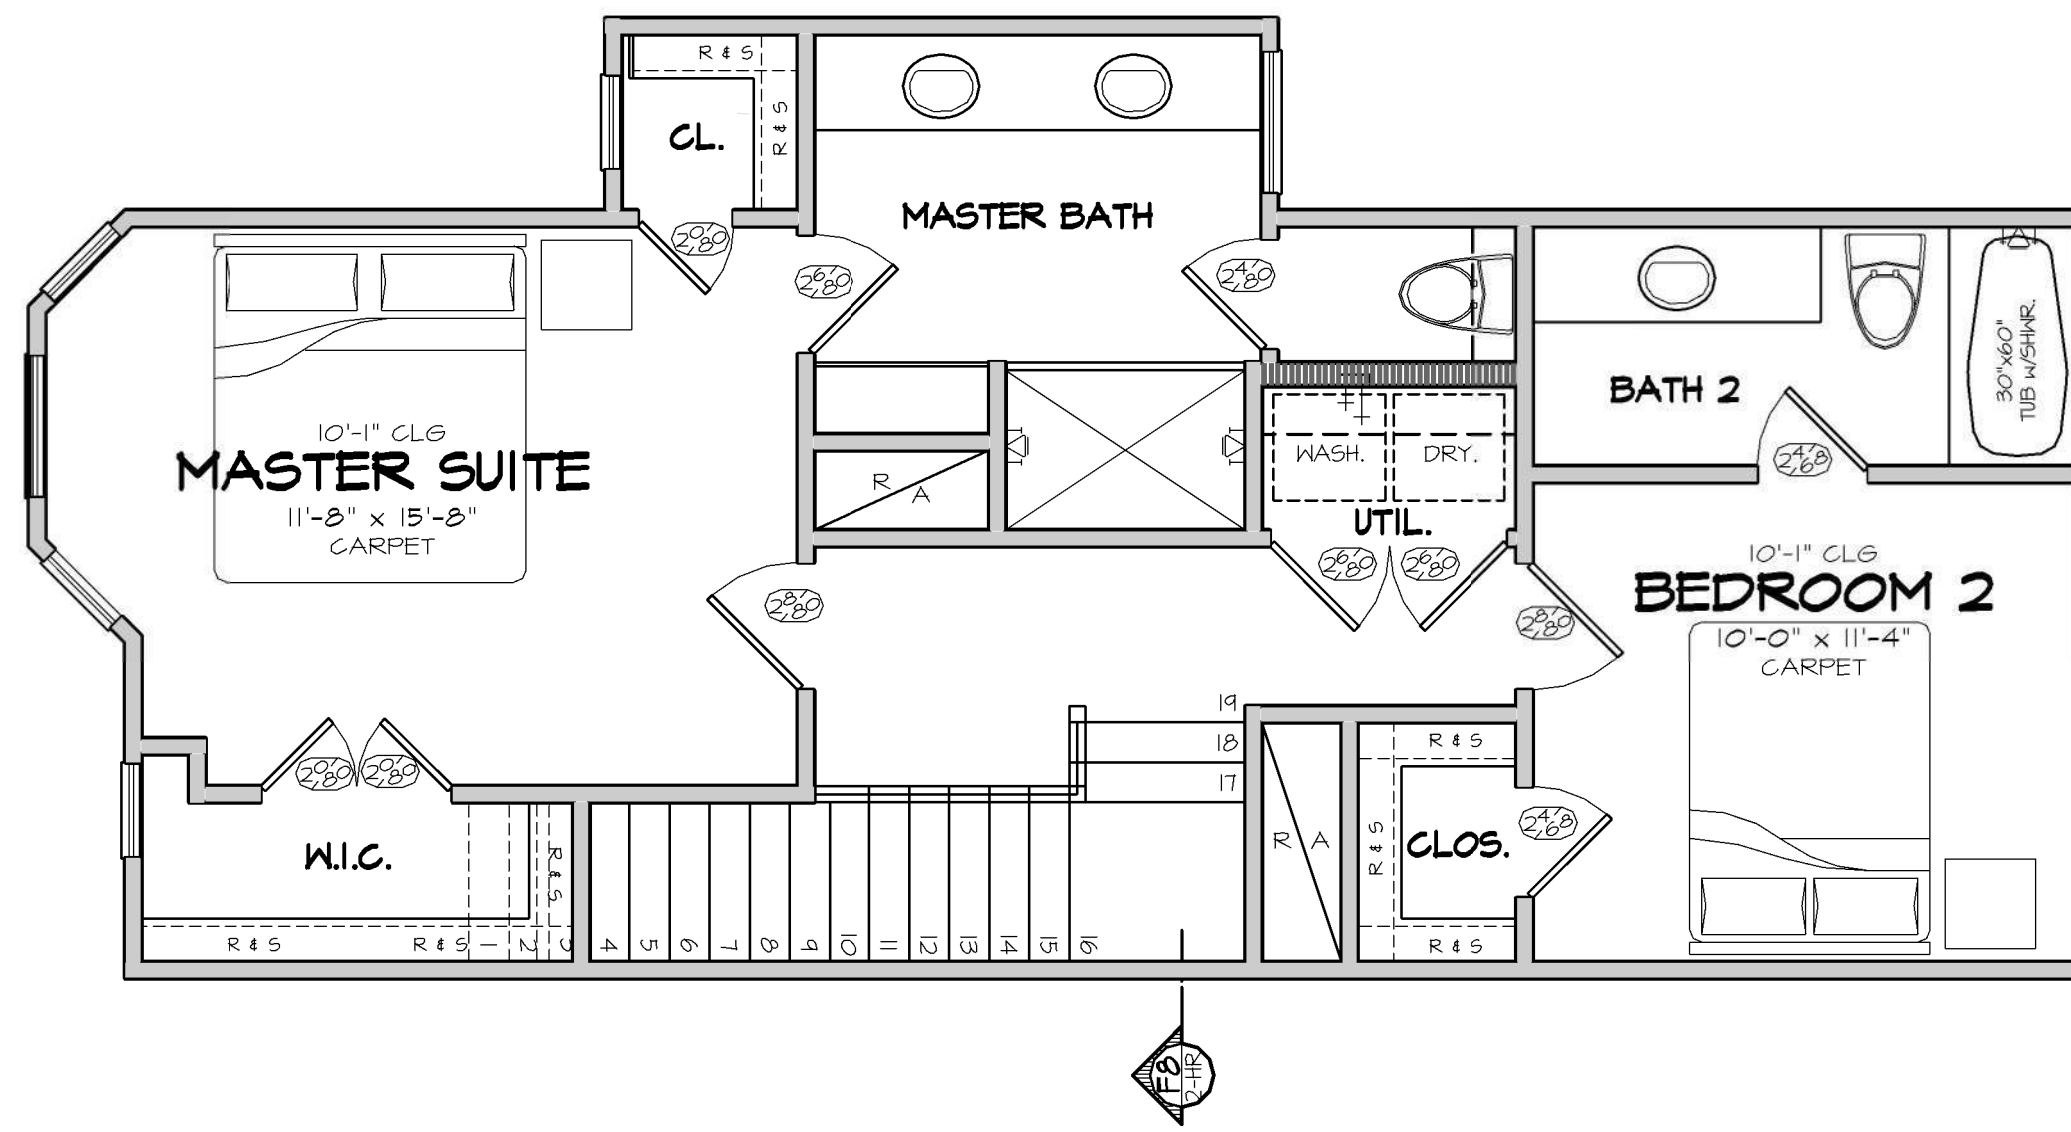 R & S
R & S
CL.
MASTER BATH
2⁰/8⁰
2⁶/8⁰
2⁴/8⁰
30"x60"
TUB W/SHWR.
BATH 2
10'-1" CLG
MASTER SUITE
11'-8" x 15'-8"
CARPET
R A
WASH.
DRY.
UTIL.
2⁴/6⁸
2⁶/8⁰
2⁶/8⁰
2⁸/8⁰
2⁸/8⁰
10'-1" CLG
BEDROOM 2
10'-0" x 11'-4"
CARPET
19
18
17
R & S
2⁰/8⁰
2⁰/8⁰
W.I.C.
R & S
R A
R & S
CLOS.
2⁴/6⁸
R & S
R & S
1
2
3
4
5
6
7
8
9
10
11
12
13
14
15
16
R & S
F8
2-HR